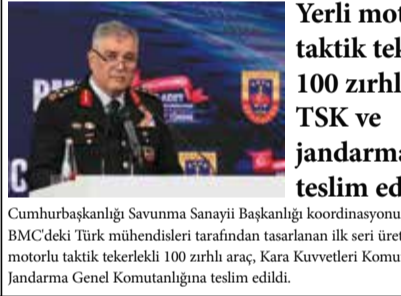 Yerli mot
taktik tek
100 zırhl
TSK ve
jandarma
teslim ed
Cumhurbaşkanlığı Savunma Sanayii Başkanlığı koordinasyonu
BMC'deki Türk mühendisleri tarafından tasarlanan ilk seri üret
motorlu taktik tekerlekli 100 zırhlı araç, Kara Kuvvetleri Komu
Jandarma Genel Komutanlığına teslim edildi.